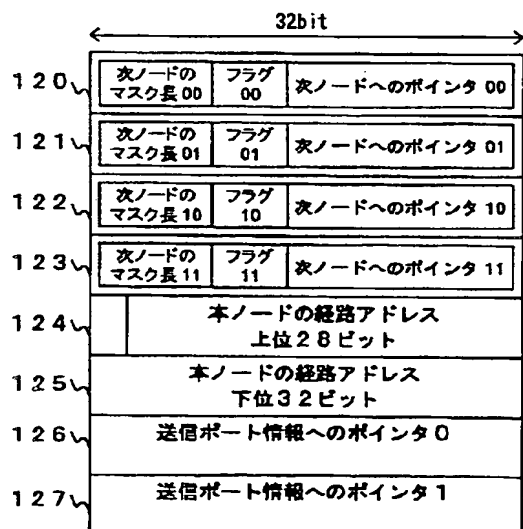 32bit
120
次ノードの
マスク長 00
フラグ
00
次ノードへのポインタ 00
121
次ノードの
マスク長 01
フラグ
01
次ノードへのポインタ 01
122
次ノードの
マスク長 10
フラグ
10
次ノードへのポインタ 10
123
次ノードの
マスク長 11
フラグ
11
次ノードへのポインタ 11
124
本ノードの経路アドレス
上位28ビット
125
本ノードの経路アドレス
下位32ビット
126
送信ポート情報へのポインタ0
127
送信ポート情報へのポインタ1